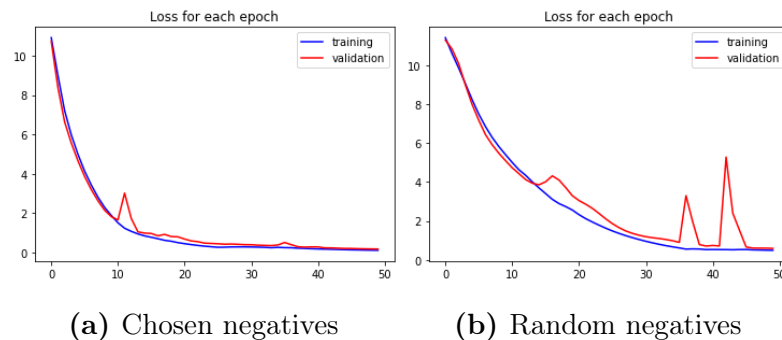 Loss for each epoch
training
validation
10
8
6
4
2
0
0 10 20 30 40 50
(a) Chosen negatives
Loss for each epoch
training
validation
10
8
6
4
2
0
0 10 20 30 40 50
(b) Random negatives